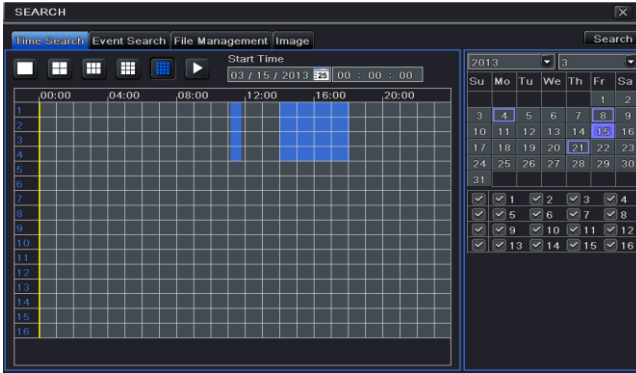 SEARCH
Time Search Event Search File Management Image Search
Start Time
03 / 15 / 2013 25 00 : 00 : 00
00:00 04:00 08:00 12:00 16:00 20:00
1
2
3
4
5
6
7
8
9
10
11
12
13
14
15
16
2013 3
Su Mo Tu We Th Fr Sa
1 2
3 4 5 6 7 8 9
10 11 12 13 14 15 16
17 18 19 20 21 22 23
24 25 26 27 28 29 30
31
1 2 3 4
5 6 7 8
9 10 11 12
13 14 15 16